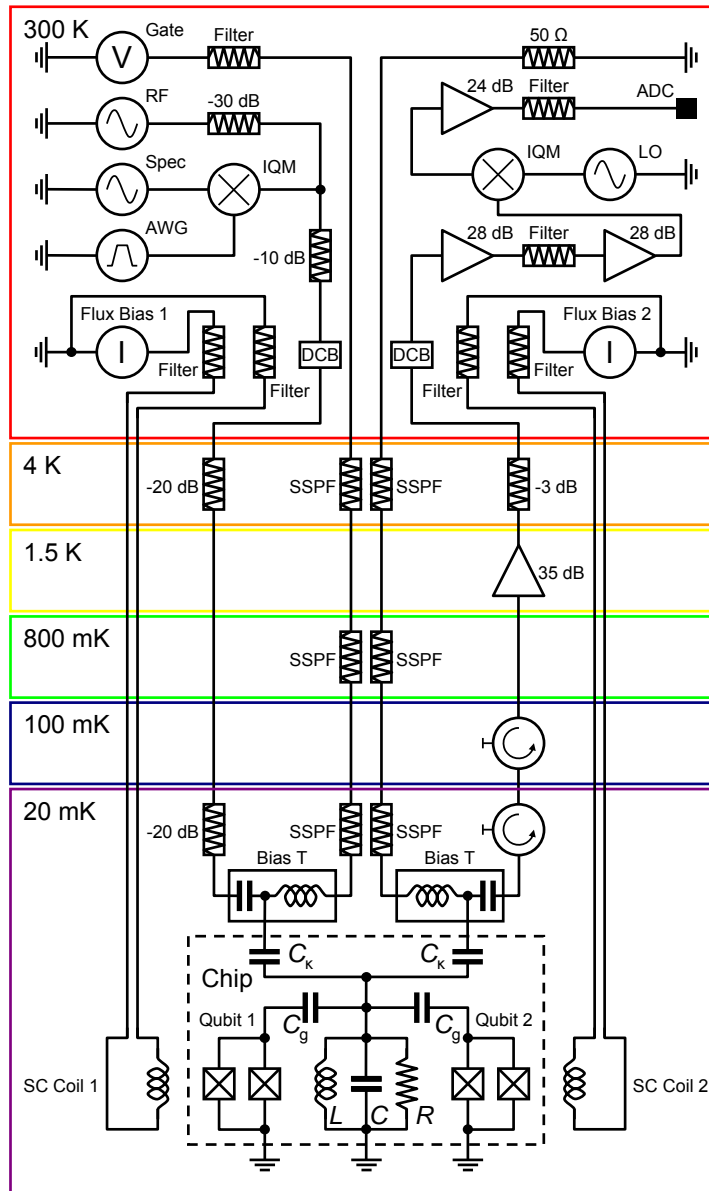 300 K
Gate
Filter
50 Ω
RF
-30 dB
24 dB
Filter
ADC
Spec
IQM
IQM
LO
AWG
-10 dB
28 dB
Filter
28 dB
Flux Bias 1
Flux Bias 2
V
I
I
Filter
Filter
DCB
DCB
Filter
Filter
4 K
-20 dB
SSPF
SSPF
-3 dB
1.5 K
35 dB
800 mK
SSPF
SSPF
100 mK
20 mK
-20 dB
SSPF
SSPF
Bias T
Bias T
Cκ
Cκ
Chip
Qubit 1
Cg
Cg
Qubit 2
SC Coil 1
SC Coil 2
L
C
R